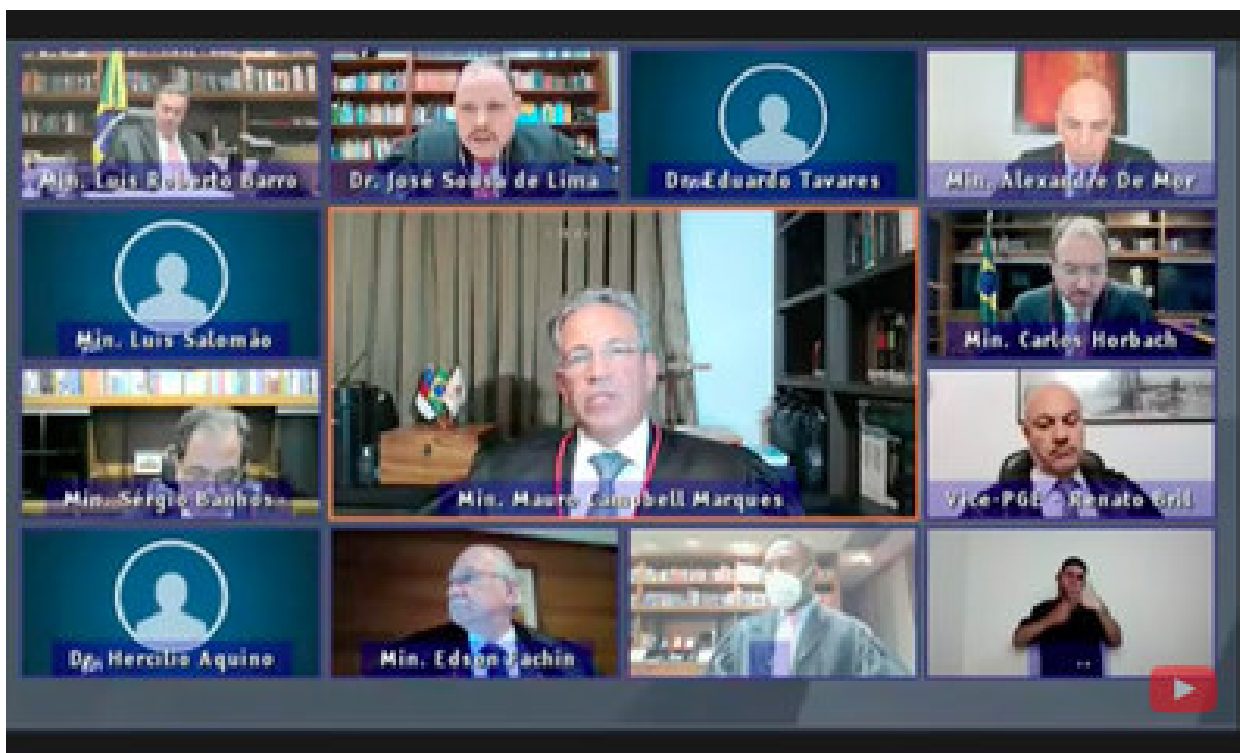 Min. Luis Roberto Barro
Dr. José Sousa de Lima
Dr. Eduardo Tavares
Min. Alexandre De Mor
Min. Luis Salomão
Min. Mauro Campbell Marques
Min. Carlos Horbach
Min. Sérgio Banhos
Vice-PGE - Renato Bril
Dr. Hercílio Aquino
Min. Edson Fachin